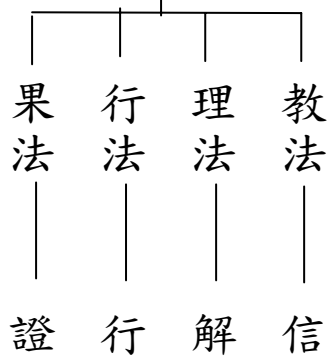 教法
理法
行法
果法
信
解
行
證